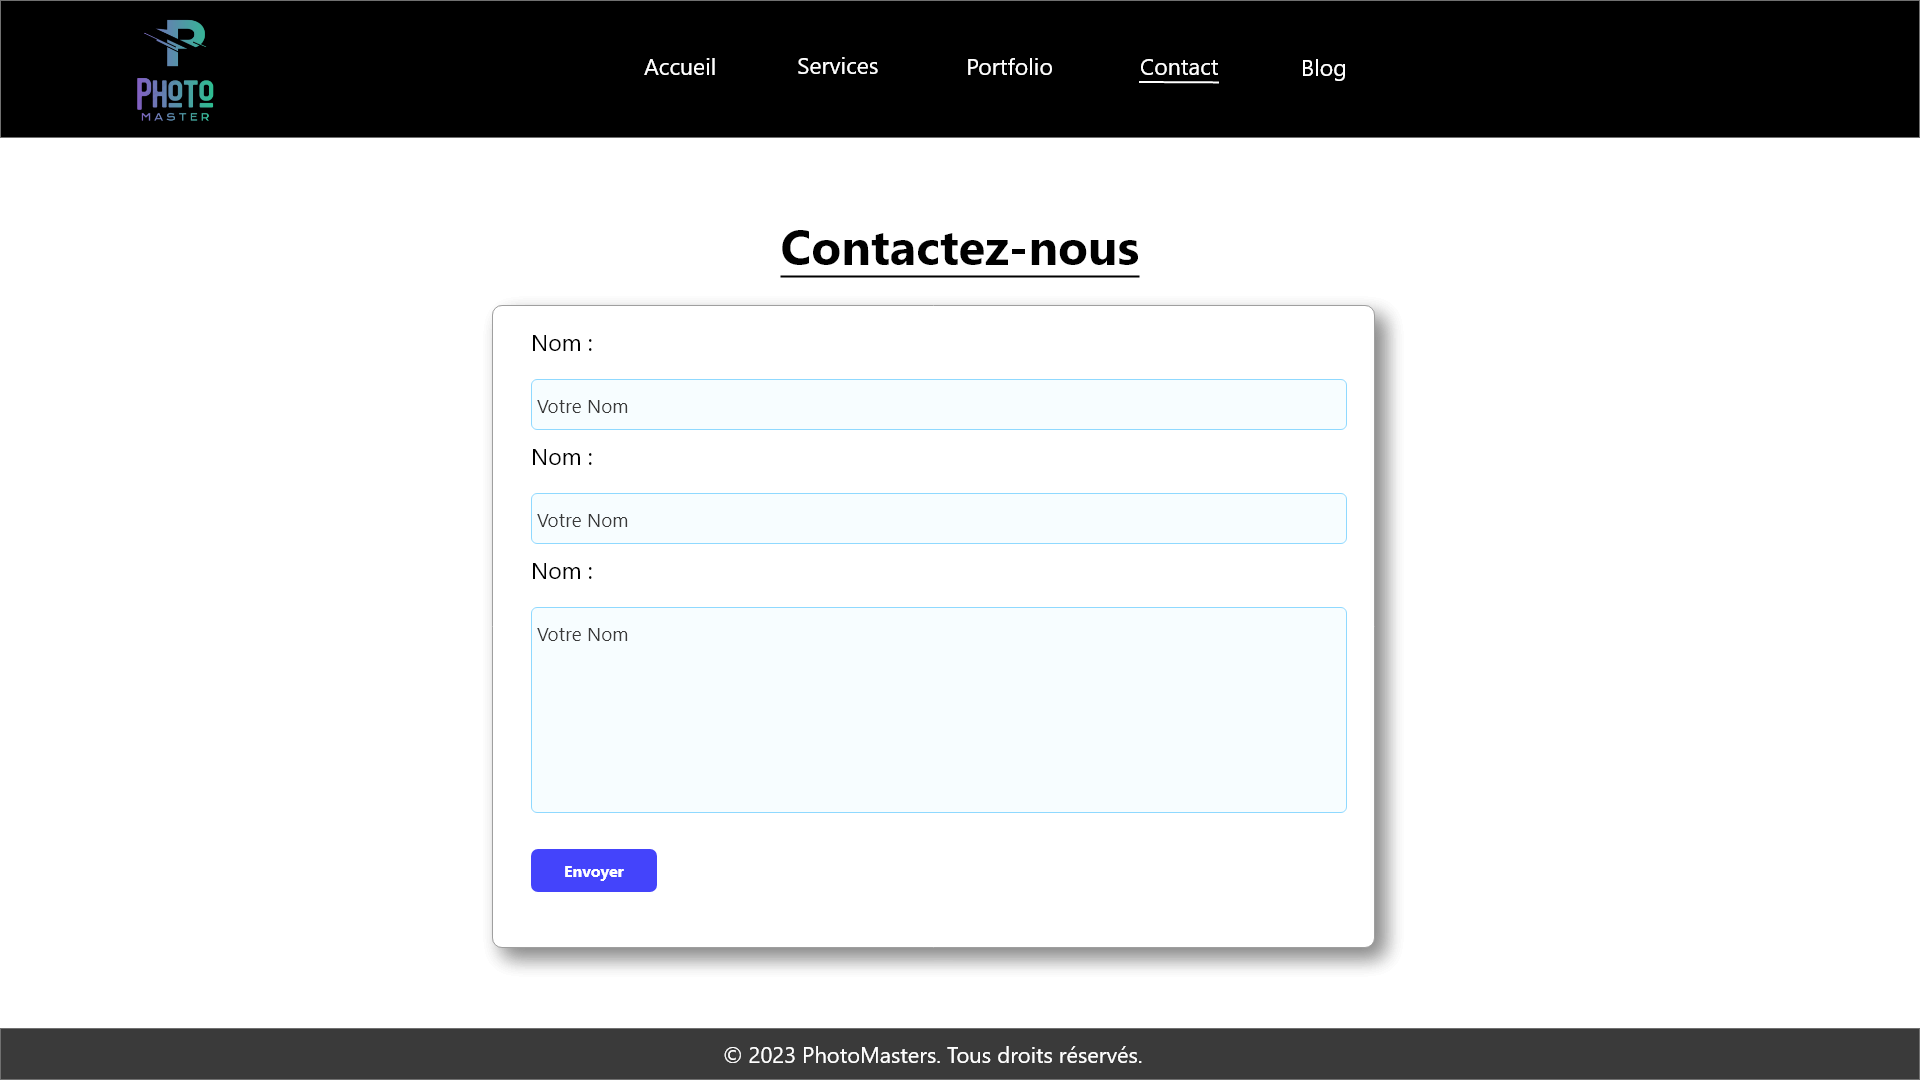 PHOTO
MASTER
Accueil Services Portfolio Contact Blog
Contactez-nous
Nom :
Votre Nom
Nom :
Votre Nom
Nom :
Votre Nom
Envoyer
© 2023 PhotoMasters. Tous droits réservés.